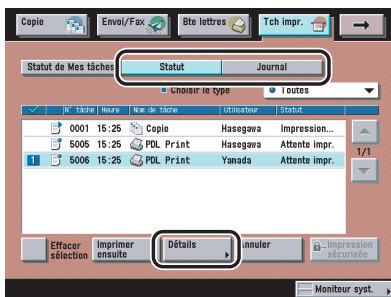 Copie Envoi/Fax Bte lettres Tch impr.
Statut de Mes tâches Statut Journal
Choisir le type Toutes
N° tâche Heure Nom de tâche Utilisateur Statut
0001 15:25 Copie Hasegawa Impression...
5005 15:25 PDL Print Hasegawa Attente impr.
1 5006 15:25 PDL Print Yanada Attente impr.
1/1
Effacer sélection Imprimer ensuite Détails Annuler Impression sécurisée
Moniteur syst.